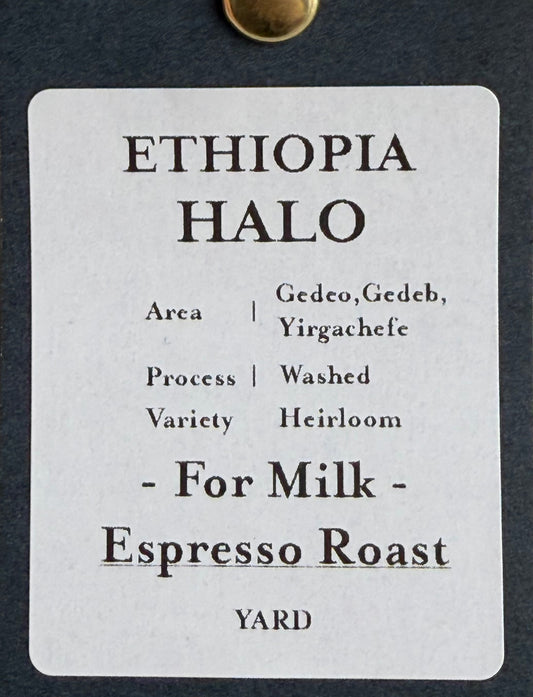 ETHIOPIA
HALO
Area | Gedeo,Gedeb,
Yirgachefe
Process | Washed
Variety Heirloom
- For Milk -
Espresso Roast
YARD